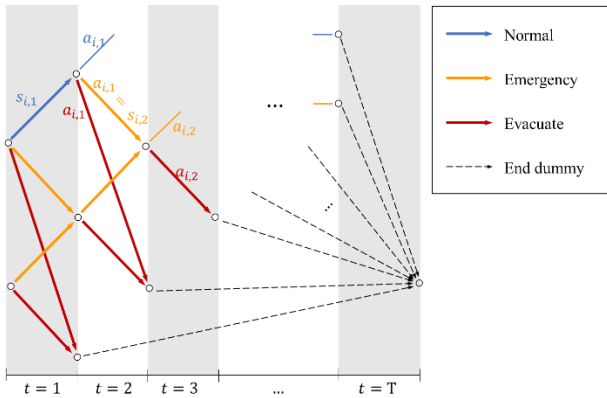 a_{i,1}
s_{i,1}
a_{i,1}
a_{i,1} = s_{i,2}
a_{i,2}
a_{i,2}
...
...
t = 1
t = 2
t = 3
...
t = T
Normal
Emergency
Evacuate
End dummy